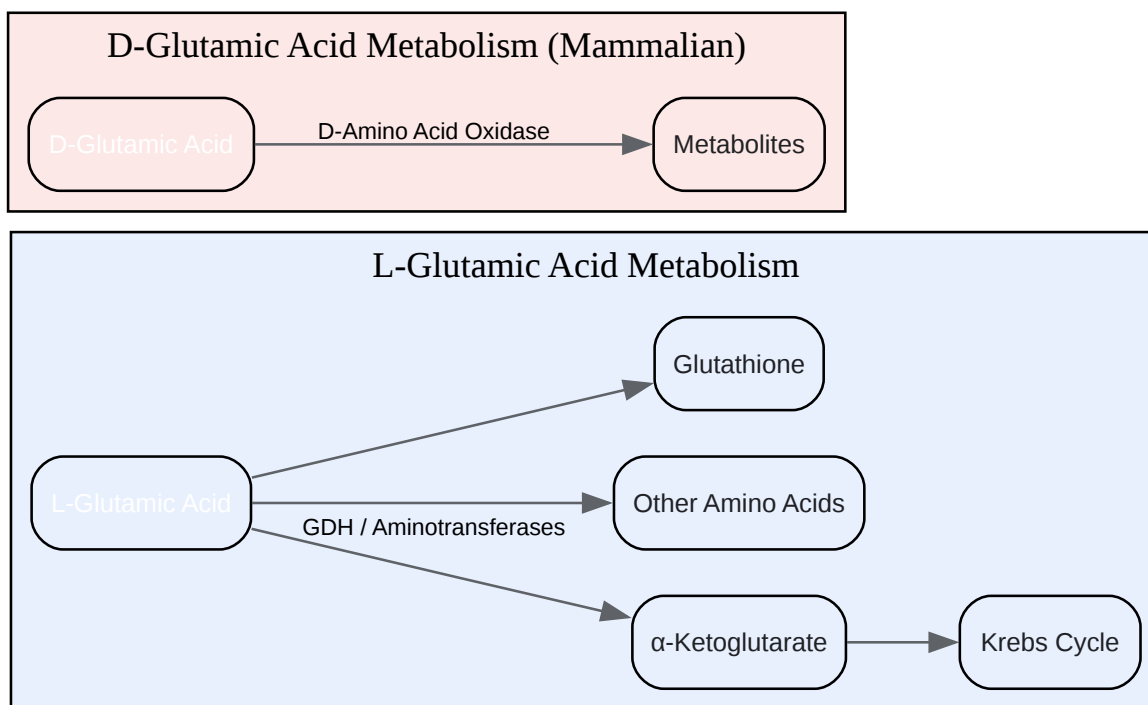 D-Glutamic Acid Metabolism (Mammalian)
D-Glutamic Acid
D-Amino Acid Oxidase
Metabolites
L-Glutamic Acid Metabolism
Glutathione
L-Glutamic Acid
Other Amino Acids
GDH / Aminotransferases
α-Ketoglutarate
Krebs Cycle